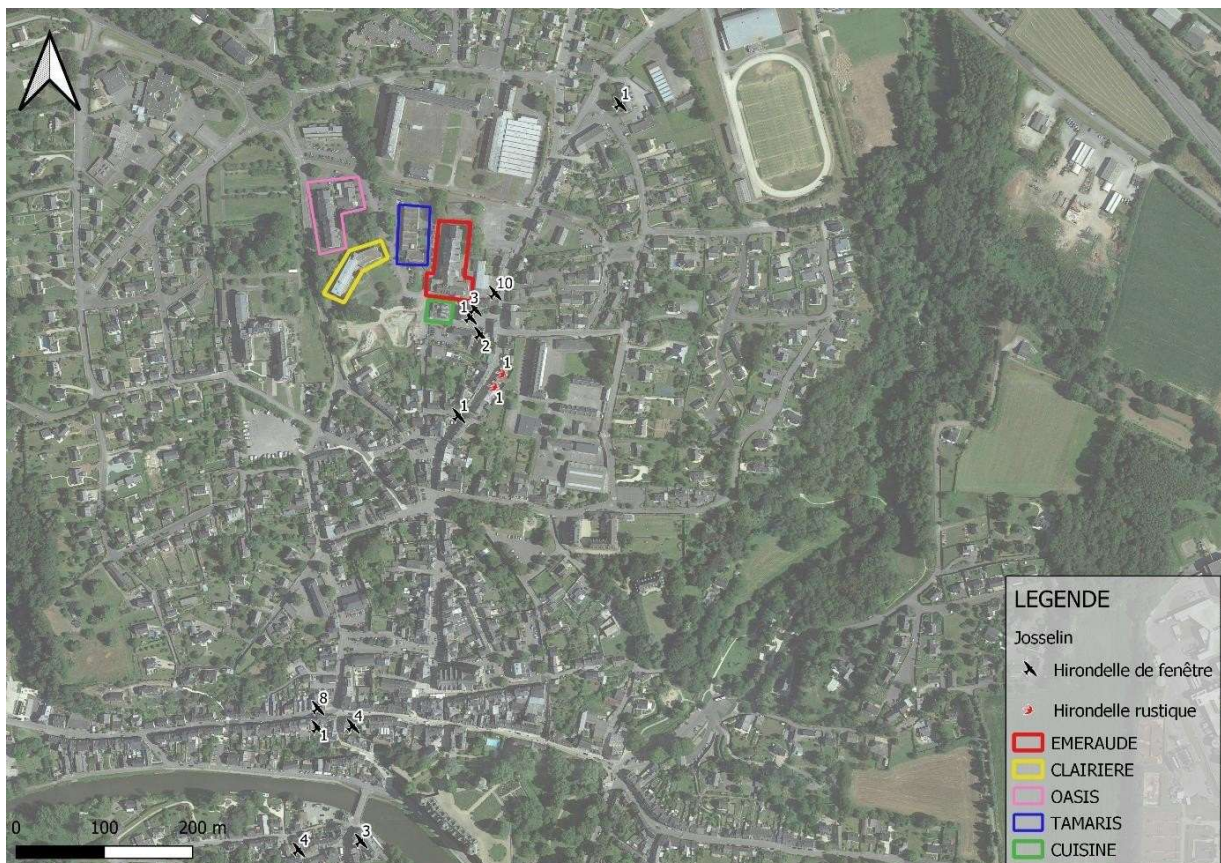 1
10
3
1
2
1
1
1
8
4
1
3
4
0 100 200 m
LEGENDE
Josselin
Hirondelle de fenêtre
Hirondelle rustique
EMERAUDE
CLAIRIERE
OASIS
TAMARIS
CUISINE